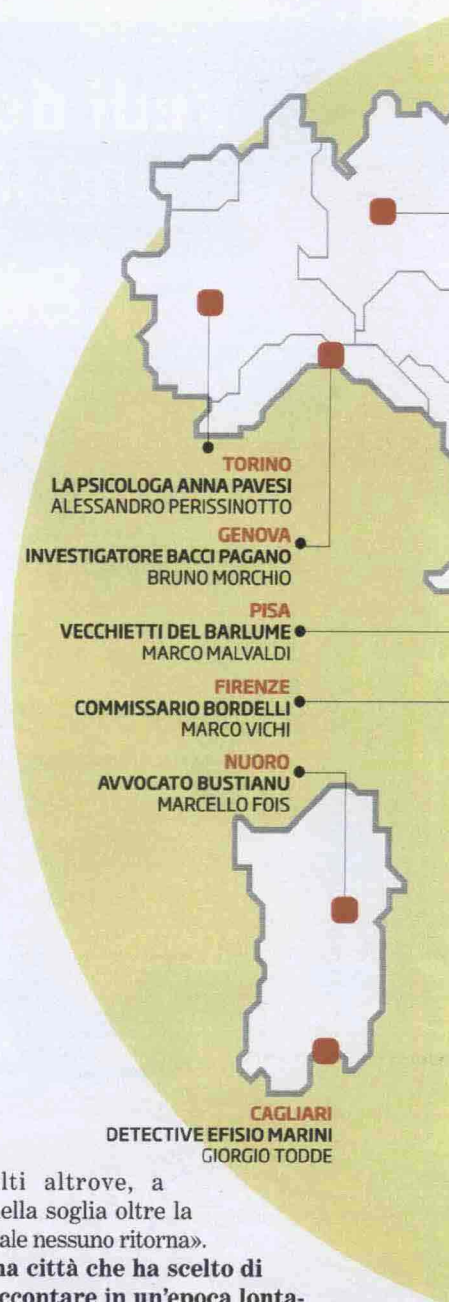 TORINO
LA PSICOLOGA ANNA PAVESI
ALESSANDRO PERISSINOTTO
GENOVA
INVESTIGATORE BACCI PAGANO
BRUNO MORCHIO
PISA
VECCHIETTI DEL BARLUME
MARCO MALVALDI
FIRENZE
COMMISSARIO BORDELLI
MARCO VICHI
NUORO
AVVOCATO BUSTIANU
MARCELLO FOIS
CAGLIARI
DETECTIVE EFISIO MARINI
GIORGIO TODDE
lti altrove, a
ella soglia oltre la
ale nessuno ritorna».
na città che ha scelto di
ccontare in un'epoca lonta-